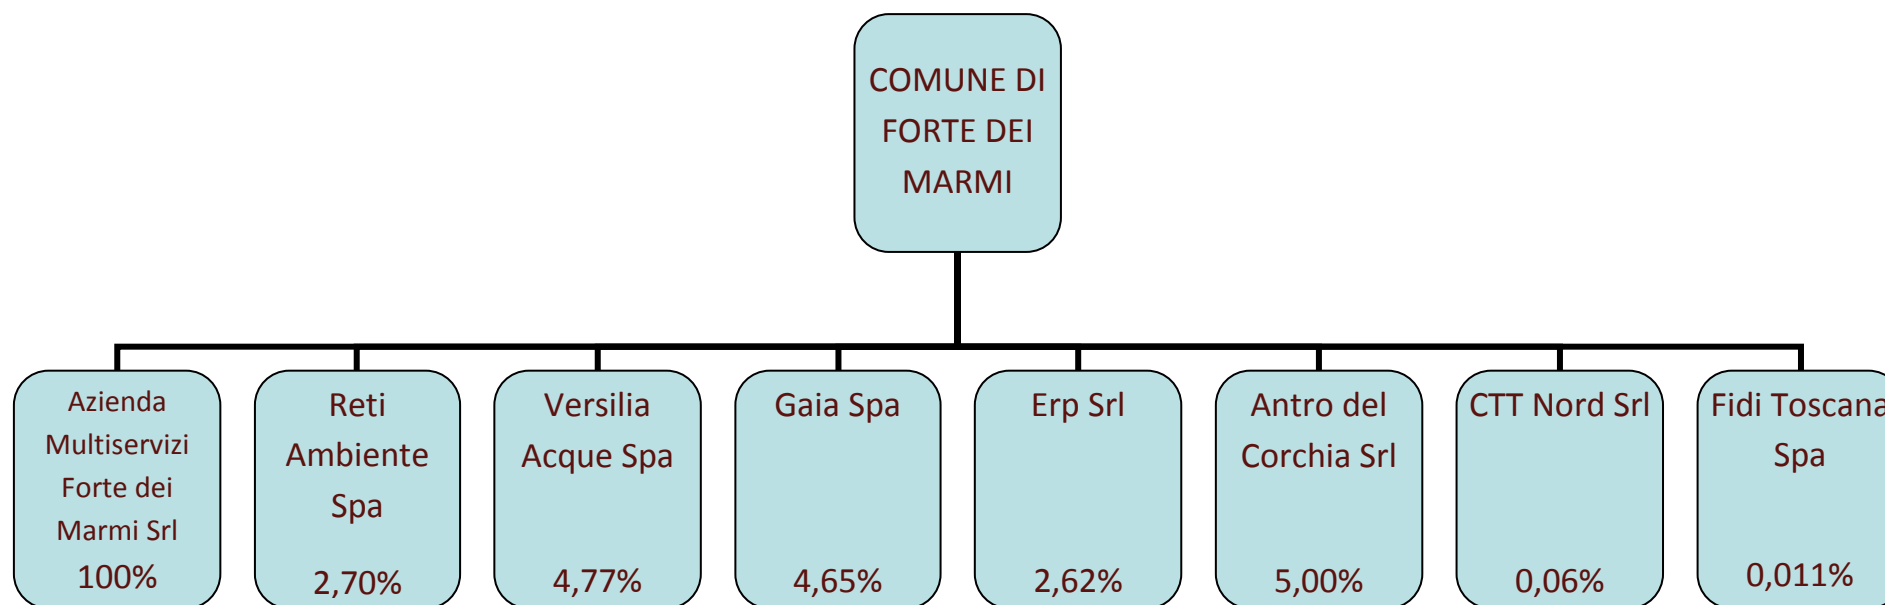 COMUNE DI
FORTE DEI
MARMI
Azienda
Multiservizi
Forte dei
Marmi Srl
100%
Reti
Ambiente
Spa
2,70%
Versilia
Acque Spa
4,77%
Gaia Spa
4,65%
Erp Srl
2,62%
Antro del
Corchia Srl
5,00%
CTT Nord Srl
0,06%
Fidi Toscana
Spa
0,011%